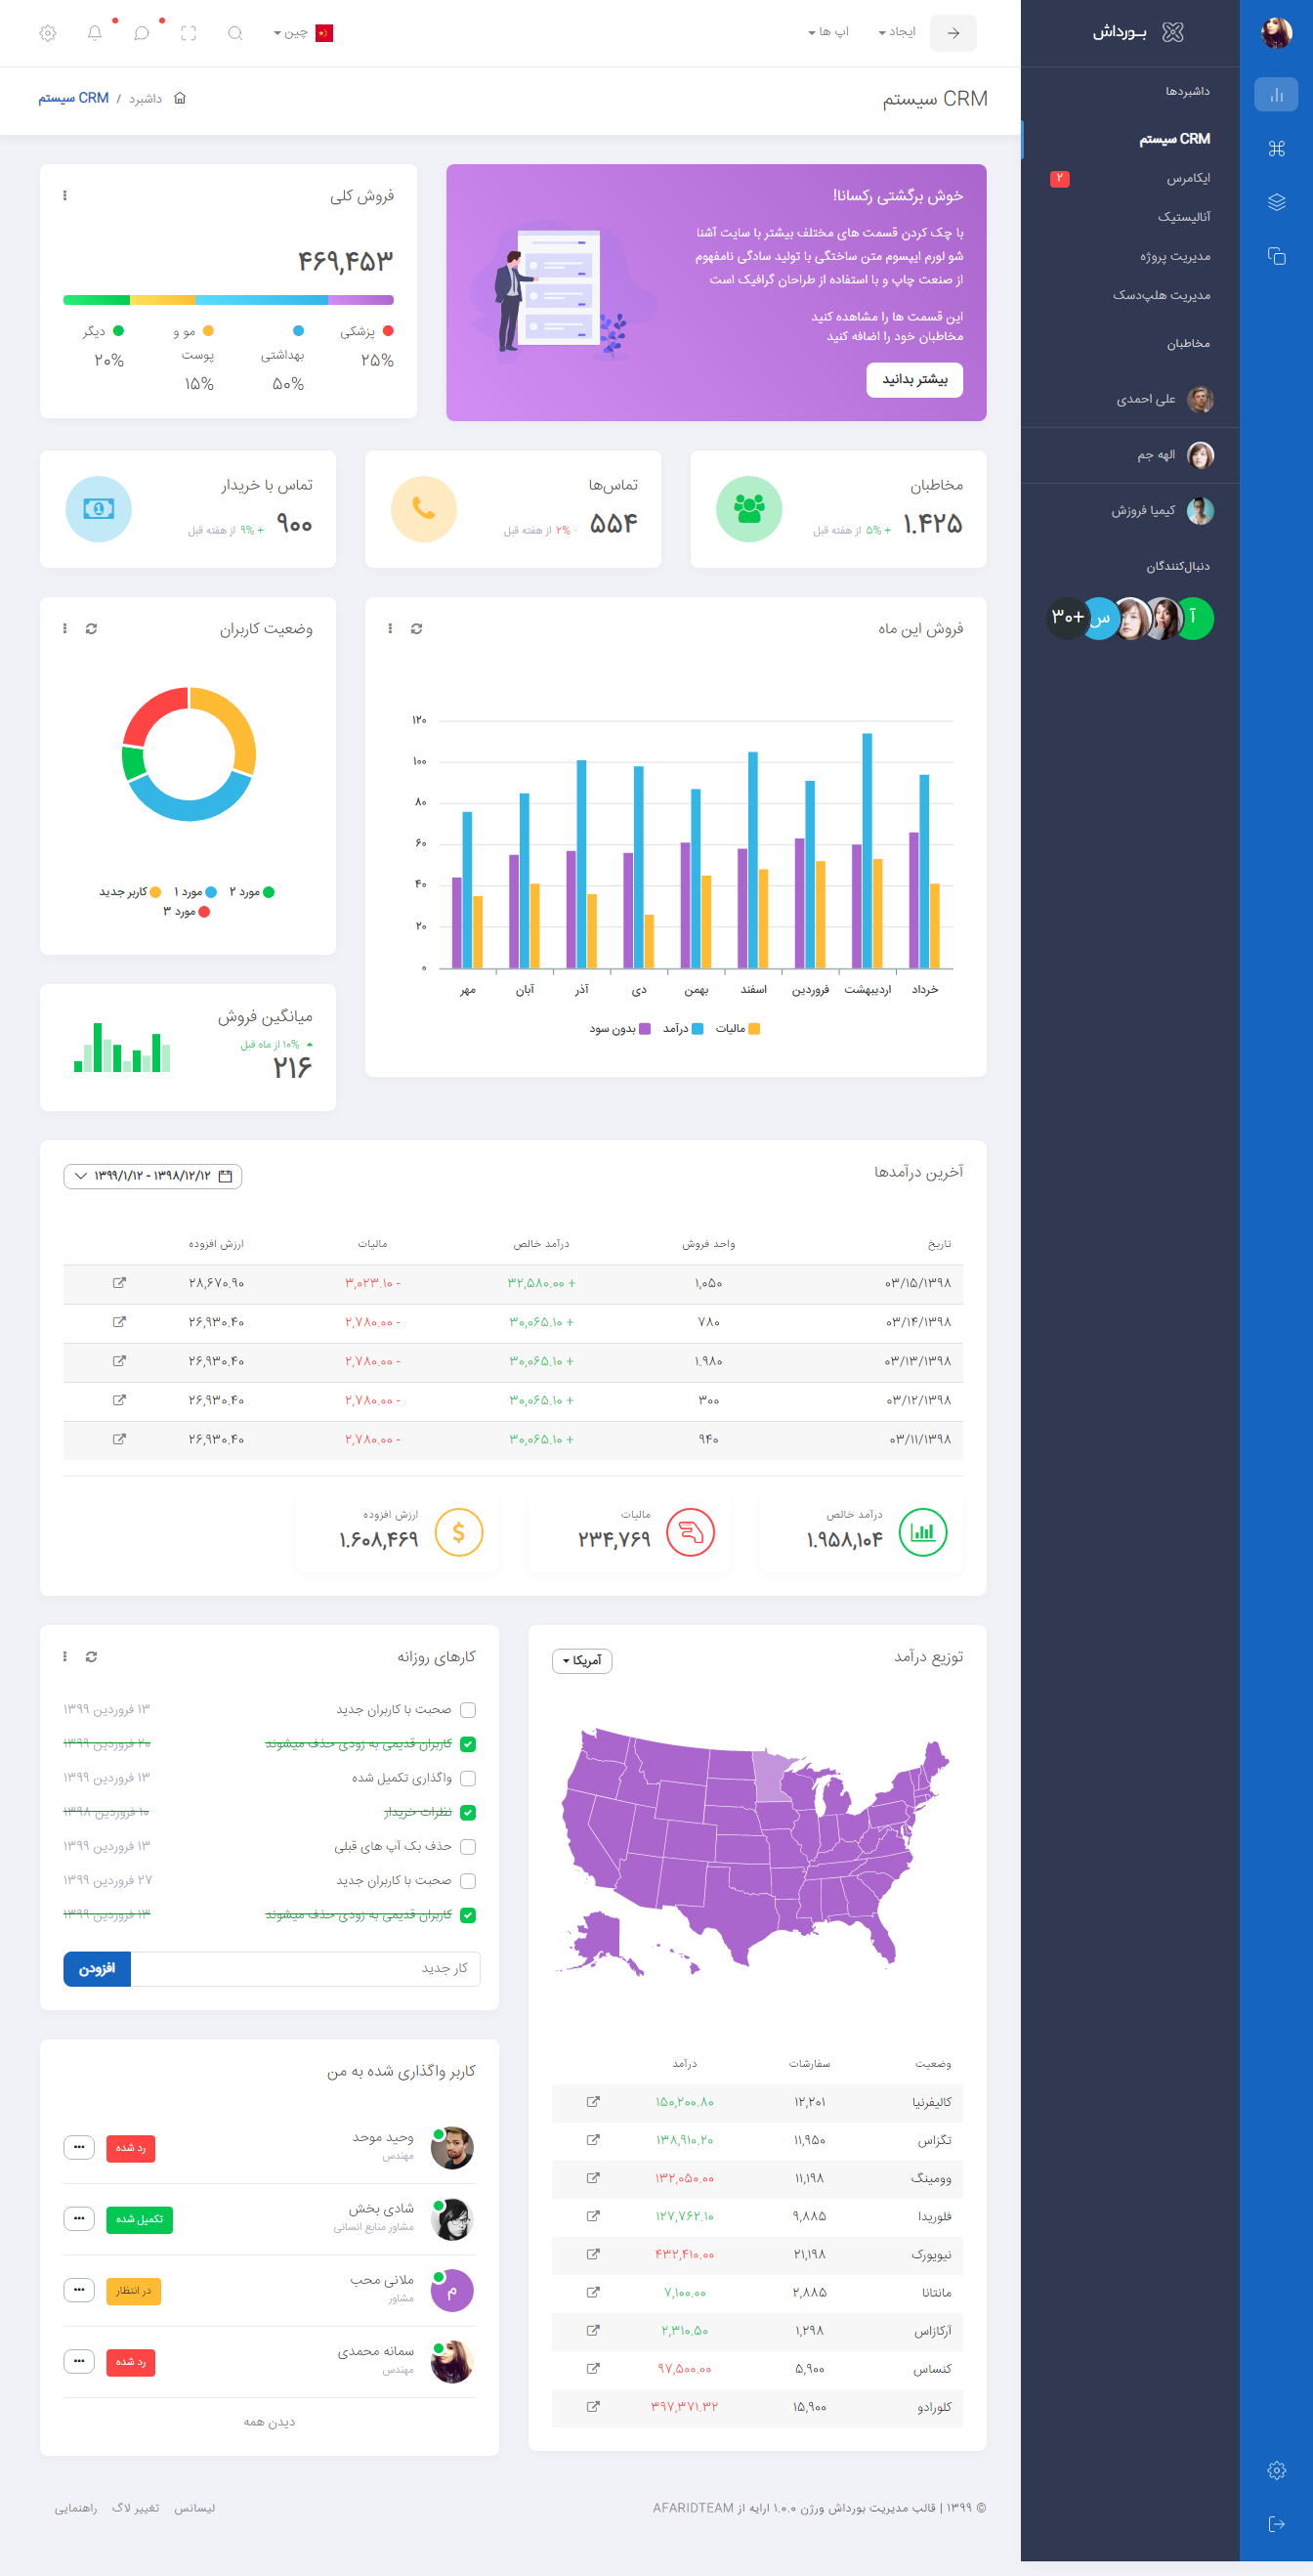 بورداش
داشبردها
CRM سیستم
ایکامرس
۲
آنالیستیک
مدیریت پروژه
مدیریت هلپ‌دسک
مخاطبان
علی احمدی
الهه جم
کیمیا فروزش
دنبال‌کنندگان
آ
س
+۳۰
ایجاد
اپ ها
چین
CRM سیستم
داشبرد / CRM سیستم
خوش برگشتی رکسانا!
با چک کردن قسمت های مختلف بیشتر با سایت آشنا
شو لورم ایپسوم متن ساختگی با تولید سادگی نامفهوم
از صنعت چاپ و با استفاده از طراحان گرافیک است
این قسمت ها را مشاهده کنید
مخاطبان خود را اضافه کنید
بیشتر بدانید
فروش کلی
۴۶۹,۴۵۳
پزشکی
۲۵%
بهداشتی
۵۰%
مو و
پوست
۱۵%
دیگر
۲۰%
مخاطبان
۱.۴۲۵
+ ۵% از هفته قبل
تماس‌ها
۵۵۴
- ۲% از هفته قبل
تماس با خریدار
۹۰۰
+ ۹% از هفته قبل
فروش این ماه
۱۲۰
۱۰۰
۸۰
۶۰
۴۰
۲۰
۰
خرداد اردیبهشت فروردین اسفند بهمن دی آذر آبان مهر
مالیات درآمد بدون سود
وضعیت کاربران
مورد ۲ مورد ۱ کاربر جدید
مورد ۳
میانگین فروش
۱۰% از ماه قبل
۲۱۶
آخرین درآمدها
۱۳۹۸/۱۲/۱۲ - ۱۳۹۹/۱/۱۲
تاریخ واحد فروش درآمد خالص مالیات ارزش افزوده
۰۳/۱۵/۱۳۹۸ ۱,۰۵۰ + ۳۲,۵۸۰.۰۰ - ۳,۰۲۳.۱۰ ۲۸,۶۷۰.۹۰
۰۳/۱۴/۱۳۹۸ ۷۸۰ + ۳۰,۰۶۵.۱۰ - ۲,۷۸۰.۰۰ ۲۶,۹۳۰.۴۰
۰۳/۱۳/۱۳۹۸ ۱.۹۸۰ + ۳۰,۰۶۵.۱۰ - ۲,۷۸۰.۰۰ ۲۶,۹۳۰.۴۰
۰۳/۱۲/۱۳۹۸ ۳۰۰ + ۳۰,۰۶۵.۱۰ - ۲,۷۸۰.۰۰ ۲۶,۹۳۰.۴۰
۰۳/۱۱/۱۳۹۸ ۹۴۰ + ۳۰,۰۶۵.۱۰ - ۲,۷۸۰.۰۰ ۲۶,۹۳۰.۴۰
درآمد خالص
۱.۹۵۸,۱۰۴
مالیات
۲۳۴,۷۶۹
ارزش افزوده
۱.۶۰۸,۴۶۹
توزیع درآمد
آمریکا
وضعیت سفارشات درآمد
کالیفرنیا ۱۲,۲۰۱ ۱۵۰,۲۰۰.۸۰
تگزاس ۱۱,۹۵۰ ۱۳۸,۹۱۰.۲۰
وومینگ ۱۱,۱۹۸ ۱۳۲,۰۵۰.۰۰
فلوریدا ۹,۸۸۵ ۱۲۷,۷۶۲.۱۰
نیویورک ۲۱,۱۹۸ ۴۳۲,۴۱۰.۰۰
مانتانا ۲,۸۸۵ ۷,۱۰۰.۰۰
آرکازاس ۱,۲۹۸ ۲,۳۱۰.۵۰
کنساس ۵,۹۰۰ ۹۷,۵۰۰.۰۰
کلورادو ۱۵,۹۰۰ ۳۹۷,۳۷۱.۳۲
کارهای روزانه
صحبت با کاربران جدید ۱۳ فروردین ۱۳۹۹
کاربران قدیمی به زودی حذف میشوند ۲۰ فروردین ۱۳۹۹
واگذاری تکمیل شده ۱۳ فروردین ۱۳۹۹
نظرات خریدار ۱۰ فروردین ۱۳۹۸
حذف بک آپ های قبلی ۱۳ فروردین ۱۳۹۹
صحبت با کاربران جدید ۲۷ فروردین ۱۳۹۹
کاربران قدیمی به زودی حذف میشوند ۱۳ فروردین ۱۳۹۹
کار جدید
افزودن
کاربر واگذاری شده به من
وحید موحد
مهندس
رد شده
شادی بخش
مشاور منابع انسانی
تکمیل شده
م
ملانی محب
مشاور
در انتظار
سمانه محمدی
مهندس
رد شده
دیدن همه
© ۱۳۹۹ | قالب مدیریت بورداش ورژن ۱.۰.۰ ارایه از AFARIDTEAM
لیسانس تغییر لاگ راهنمایی